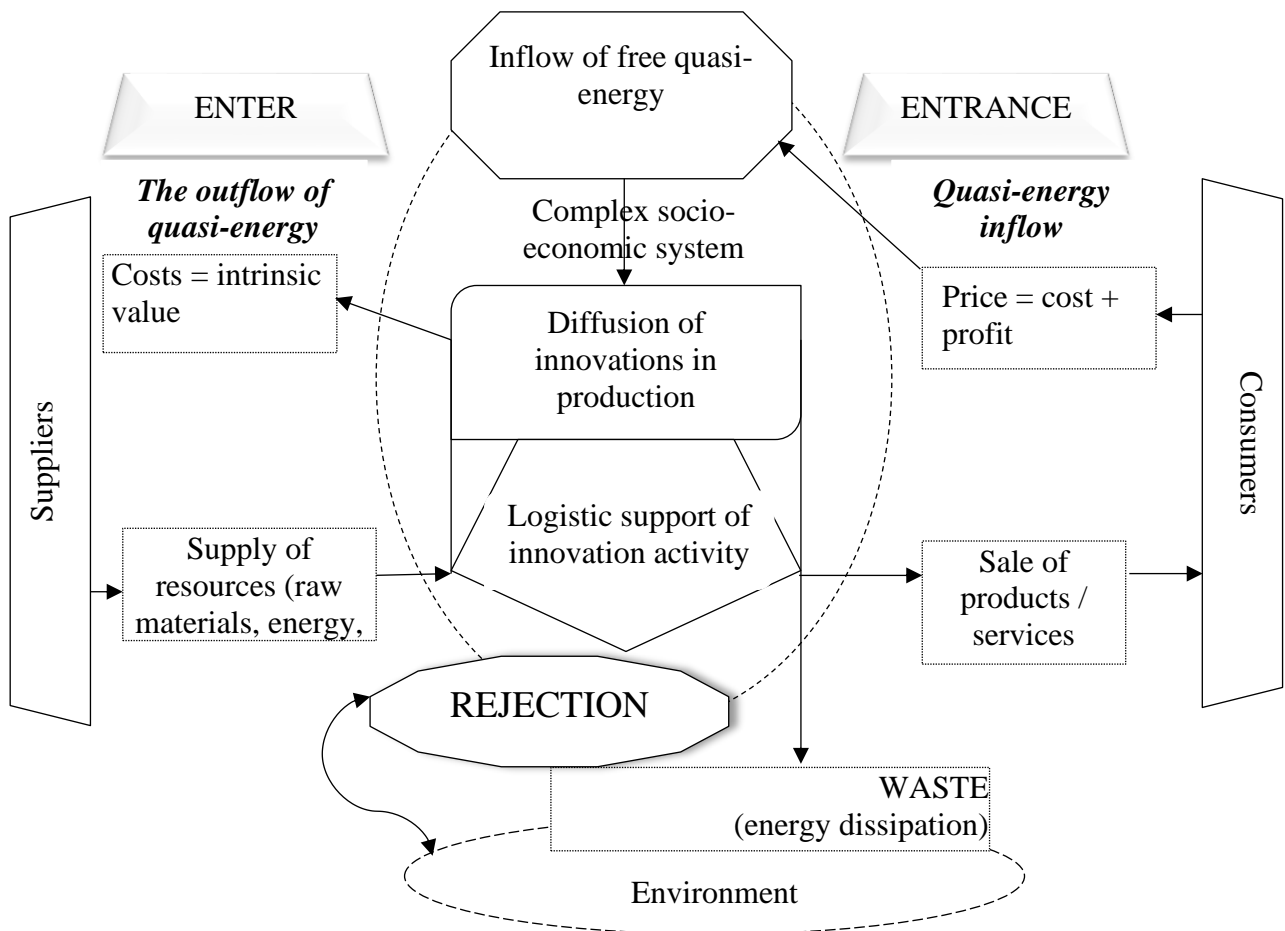 Inflow of free quasi-
energy
ENTER
ENTRANCE
The outflow of
quasi-energy
Quasi-energy
inflow
Complex socio-
economic system
Costs = intrinsic
value
Price = cost +
profit
Diffusion of
innovations in
production
Suppliers
Consumers
Logistic support of
innovation activity
Supply of
resources (raw
materials, energy,
Sale of
products /
services
REJECTION
WASTE
(energy dissipation)
Environment